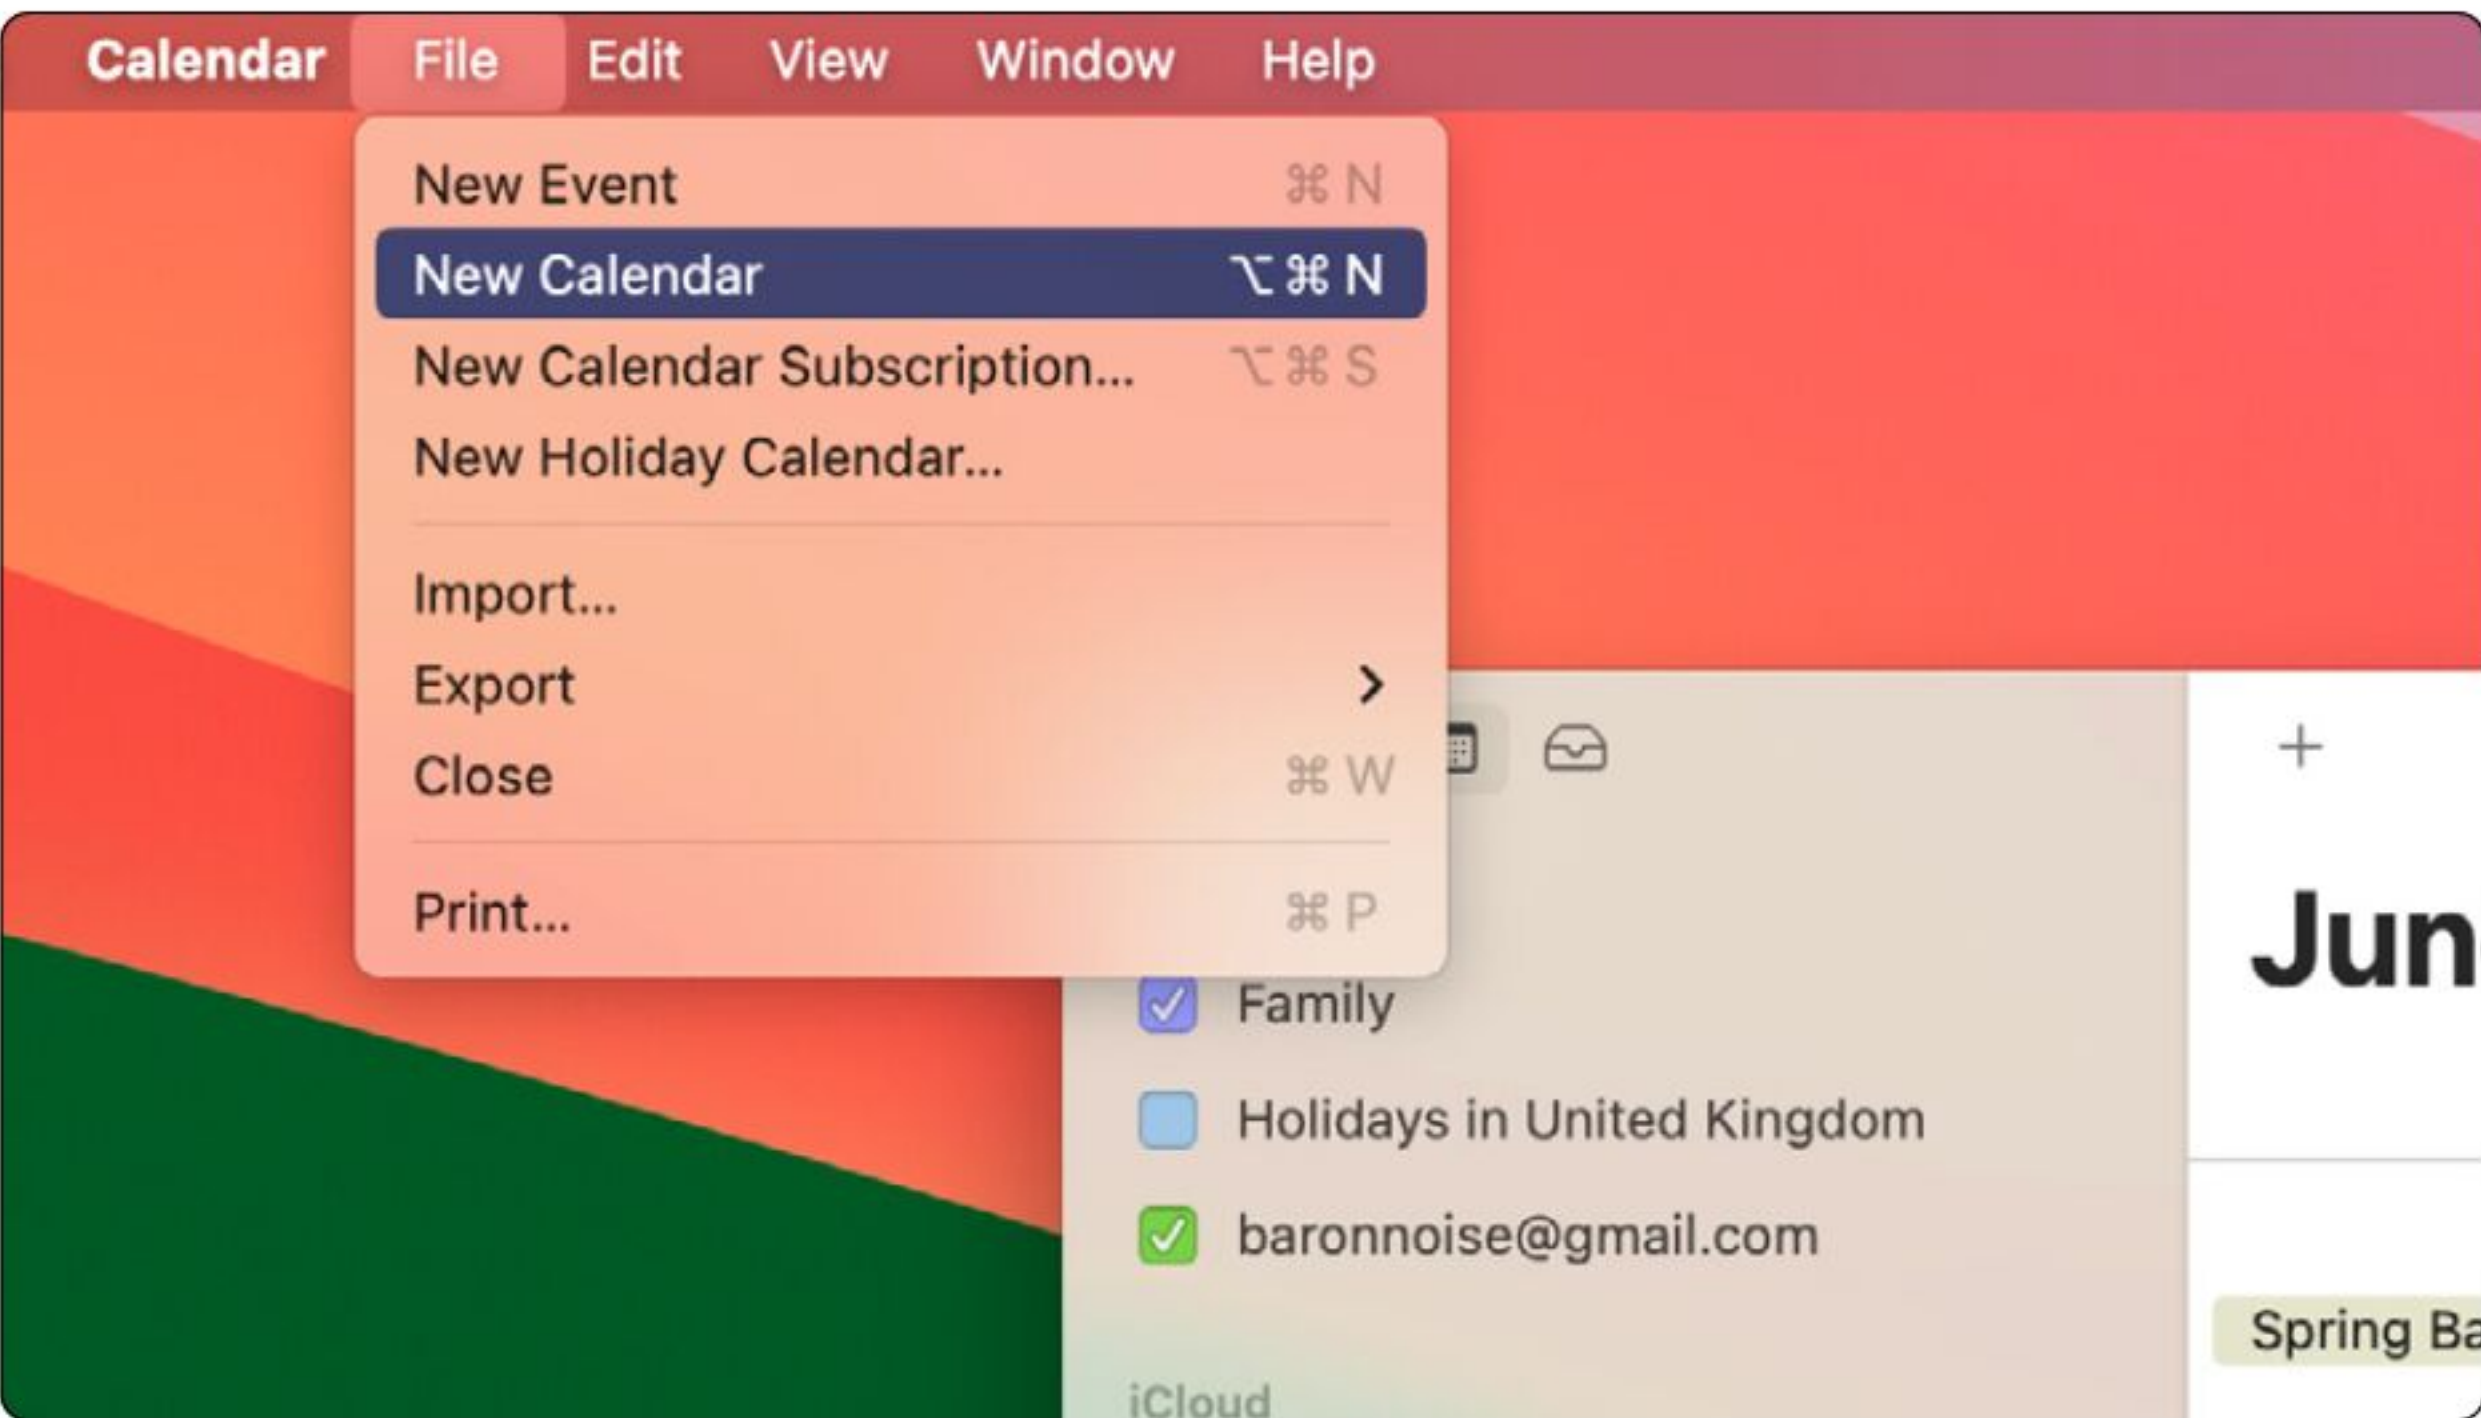 Calendar File Edit View Window Help
New Event ⌘ N
New Calendar ⌥ ⌘ N
New Calendar Subscription... ⌥ ⌘ S
New Holiday Calendar...
Import...
Export
Close ⌘ W
Print... ⌘ P
Family
Holidays in United Kingdom
baronnoise@gmail.com
iCloud
Jun
Spring Ba